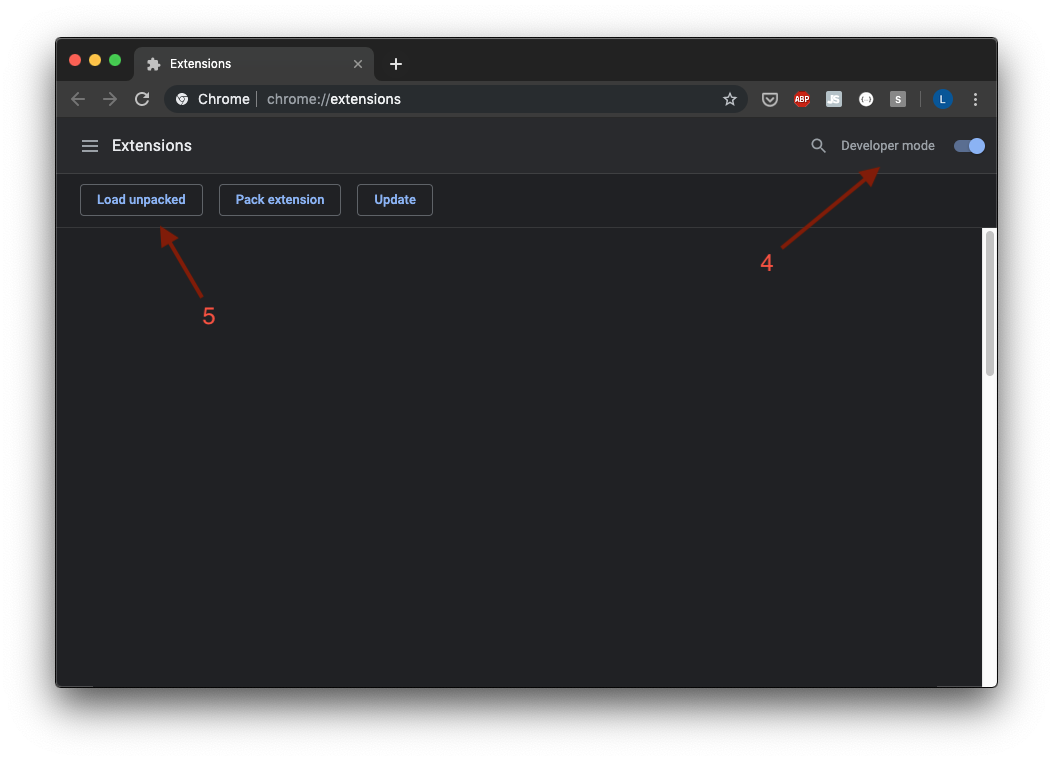 Extensions
Chrome chrome://extensions ABP JS S L
Extensions Developer mode
Load unpacked Pack extension Update
4
5